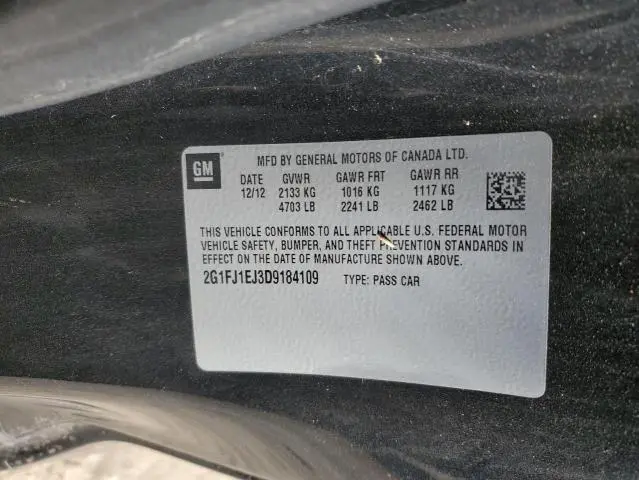 GM
MFD BY GENERAL MOTORS OF CANADA LTD.
DATE GVWR GAWR FRT GAWR RR
12/12 2133 KG 1016 KG 1117 KG
4703 LB 2241 LB 2462 LB
THIS VEHICLE CONFORMS TO ALL APPLICABLE U.S. FEDERAL MOTOR
VEHICLE SAFETY, BUMPER, AND THEFT PREVENTION STANDARDS IN
EFFECT ON THE DATE OF MANUFACTURE SHOWN ABOVE.
2G1FJ1EJ3D9184109 TYPE: PASS CAR